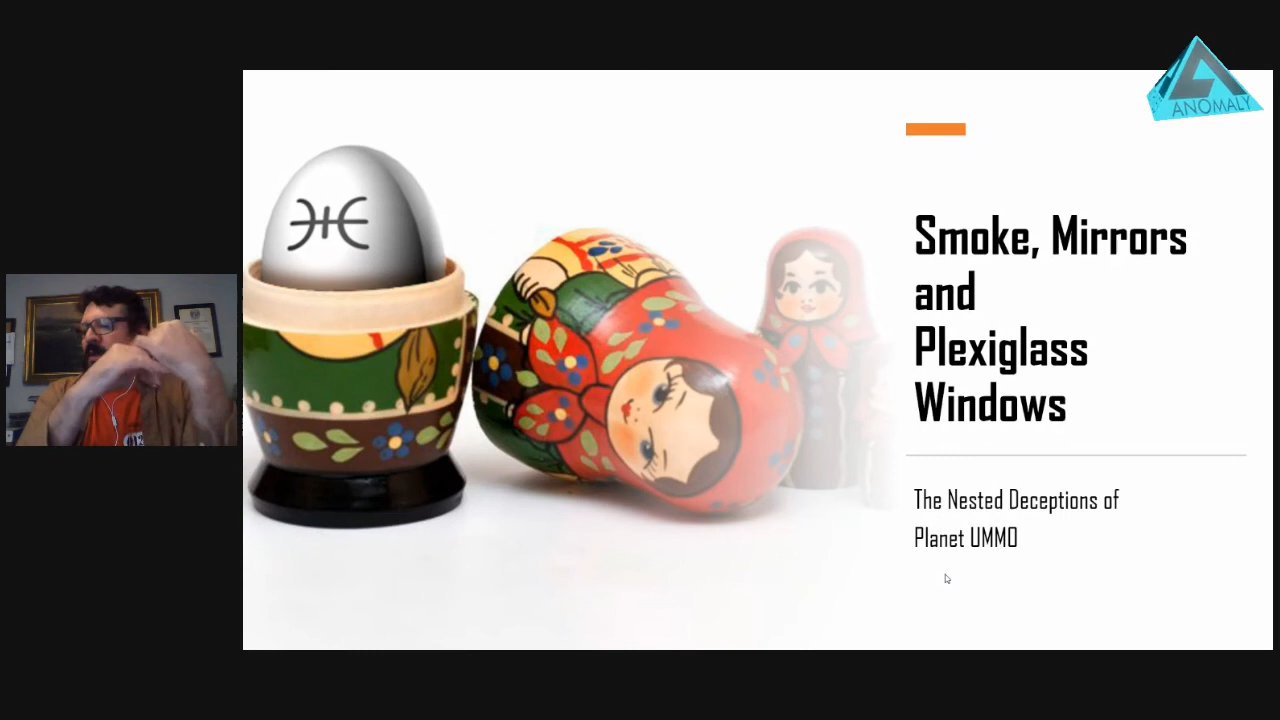 ANOMALY
Smoke, Mirrors
and
Plexiglass
Windows
The Nested Deceptions of
Planet UMMO